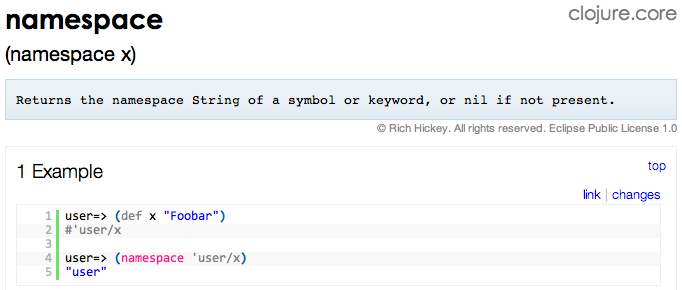 namespace
clojure.core
(namespace x)
Returns the namespace String of a symbol or keyword, or nil if not present.
© Rich Hickey. All rights reserved. Eclipse Public License 1.0
1 Example
top
link | changes
1 user=> (def x "Foobar")
2 #'user/x
3
4 user=> (namespace 'user/x)
5 "user"